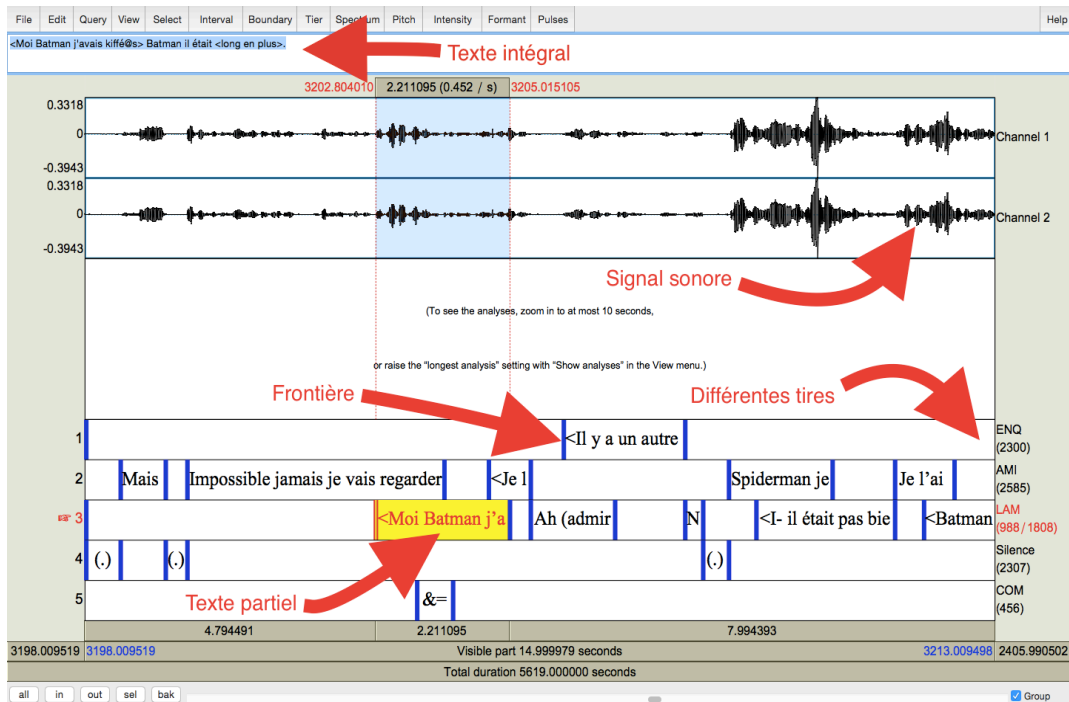 File Edit Query View Select Interval Boundary Tier Spectrum Pitch Intensity Formant Pulses Help
<Moi Batman j'avais kiffé@s> Batman il était <long en plus>.
Texte intégral
3202.804010 2.211095 (0.452 / s) 3205.015105
0.3318
0
-0.3943
Channel 1
0.3318
0
-0.3943
Channel 2
Signal sonore
(To see the analyses, zoom in to at most 10 seconds,
or raise the "longest analysis" setting with "Show analyses" in the View menu.)
Frontière
Différentes tires
1 <Il y a un autre ENQ
(2300)
2 Mais Impossible jamais je vais regarder <Je l Spiderman je Je l'ai AMI
(2585)
3 <Moi Batman j'a Ah (admir N <I- il était pas bie <Batman LAM
(988/1808)
4 (.) (.) (.) Silence
(2307)
Texte partiel
5 &= COM
(456)
4.794491 2.211095 7.994393
3198.009519 3198.009519 Visible part 14.999979 seconds 3213.009498 2405.990502
Total duration 5619.000000 seconds
all in out sel bak Group